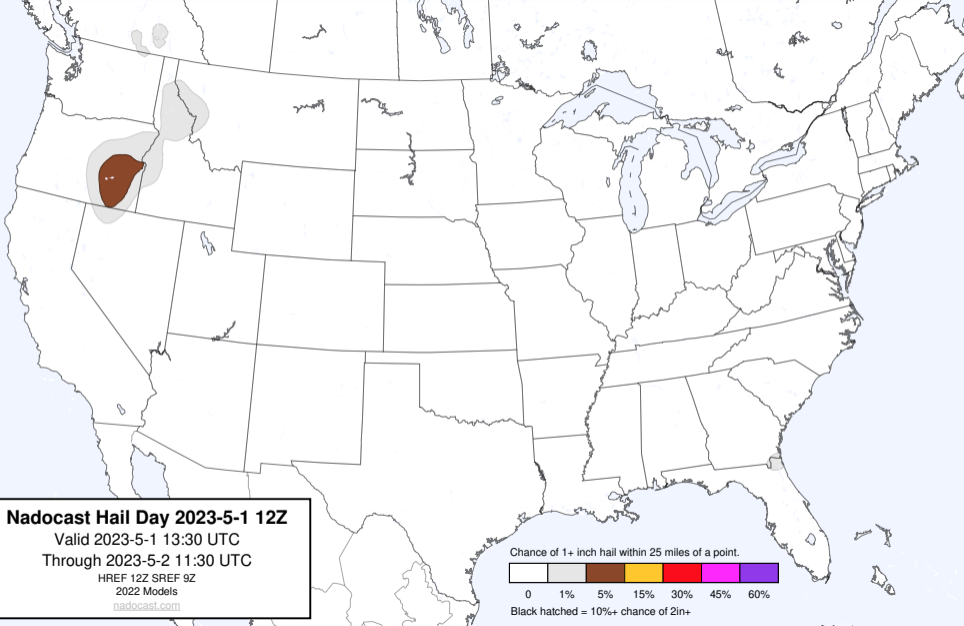 Nadocast Hail Day 2023-5-1 12Z
Valid 2023-5-1 13:30 UTC
Through 2023-5-2 11:30 UTC
HREF 12Z SREF 9Z
2022 Models
nadocast.com
Chance of 1+ inch hail within 25 miles of a point.
0 1% 5% 15% 30% 45% 60%
Black hatched = 10%+ chance of 2in+